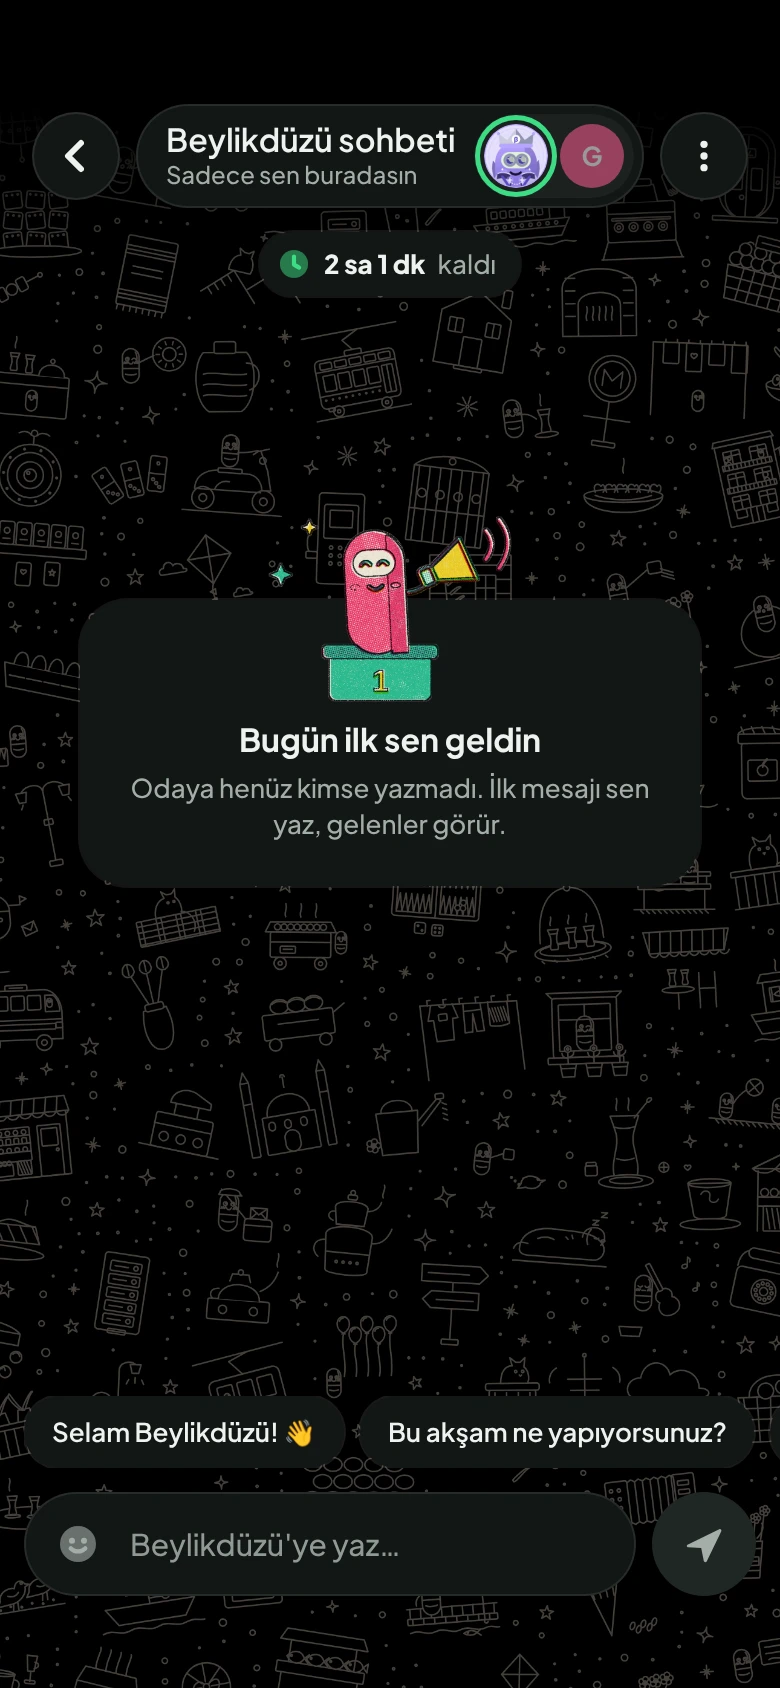 Beylikdüzü sohbeti
Sadece sen buradasın
G
2 sa 1 dk kaldı
M
1
Bugün ilk sen geldin
Odaya henüz kimse yazmadı. İlk mesajı sen
yaz, gelenler görür.
zzz
Selam Beylikdüzü! 👋
Bu akşam ne yapıyorsunuz?
Beylikdüzü'ye yaz...